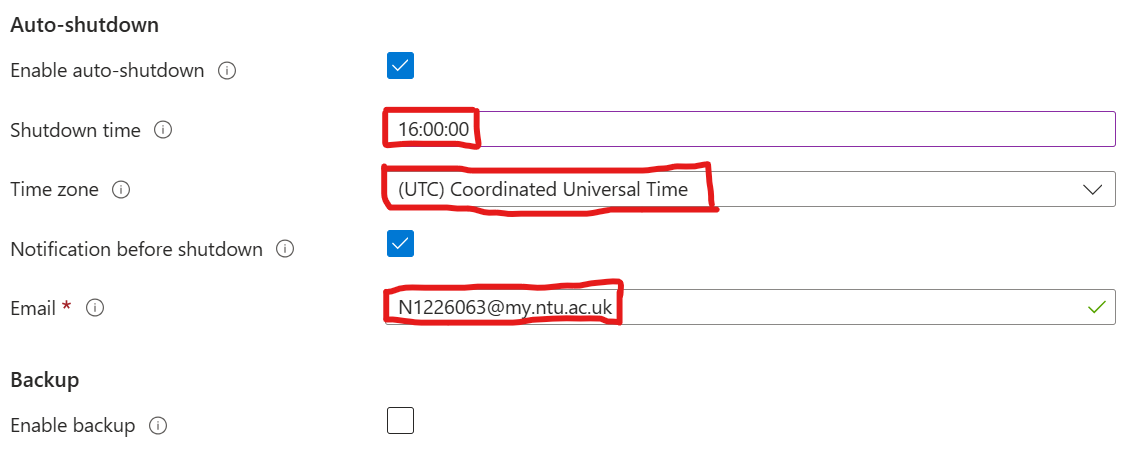 Auto-shutdown
Enable auto-shutdown
Shutdown time 16:00:00
Time zone (UTC) Coordinated Universal Time
Notification before shutdown
Email * N1226063@my.ntu.ac.uk
Backup
Enable backup